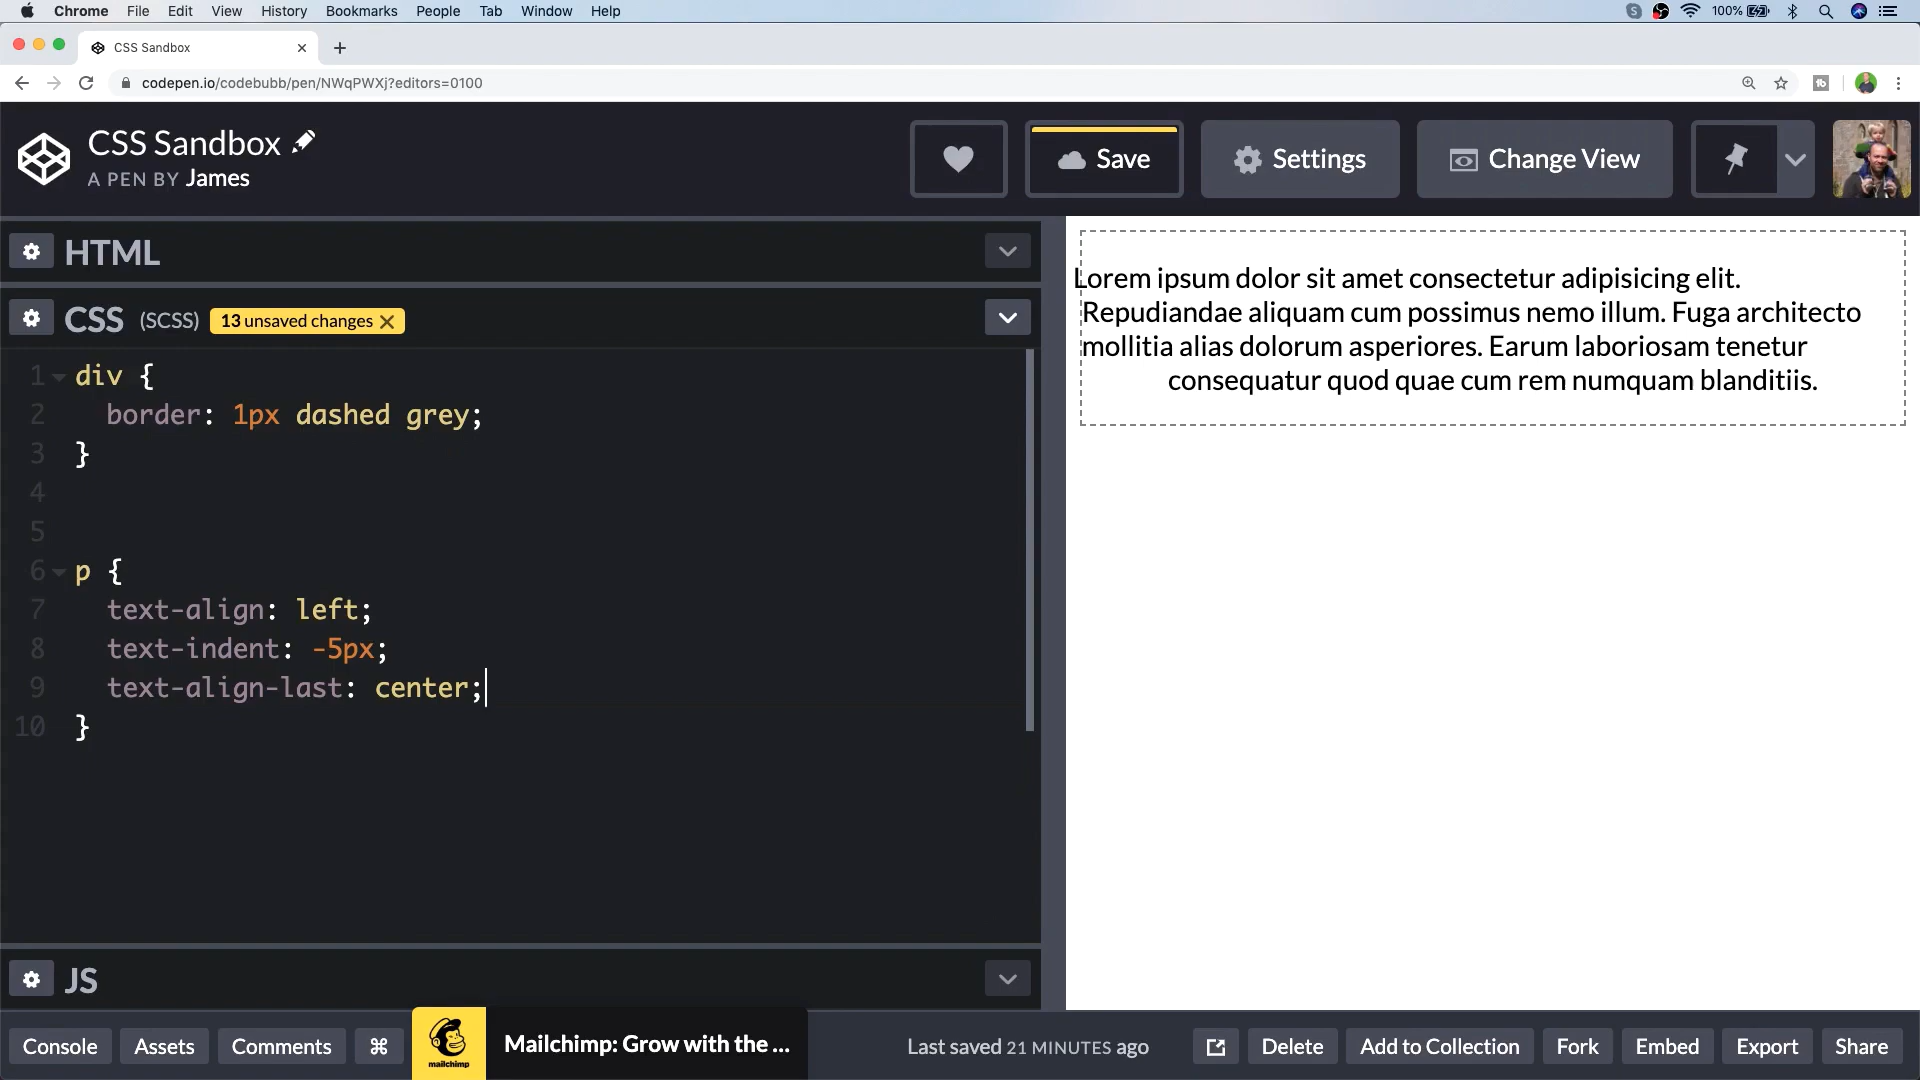 Chrome File Edit View History Bookmarks People Tab Window Help
100%
CSS Sandbox
codepen.io/codebubb/pen/NWqPWXj?editors=0100
CSS Sandbox
A PEN BY James
Save
Settings
Change View
HTML
CSS (SCSS) 13 unsaved changes
1 div {
2 border: 1px dashed grey;
3 }
4
5
6 p {
7 text-align: left;
8 text-indent: -5px;
9 text-align-last: center;
10 }
Lorem ipsum dolor sit amet consectetur adipisicing elit.
Repudiandae aliquam cum possimus nemo illum. Fuga architecto
mollitia alias dolorum asperiores. Earum laboriosam tenetur
consequatur quod quae cum rem numquam blanditiis.
JS
Console Assets Comments ⌘
mailchimp
Mailchimp: Grow with the ...
Last saved 21 MINUTES ago
Delete Add to Collection Fork Embed Export Share